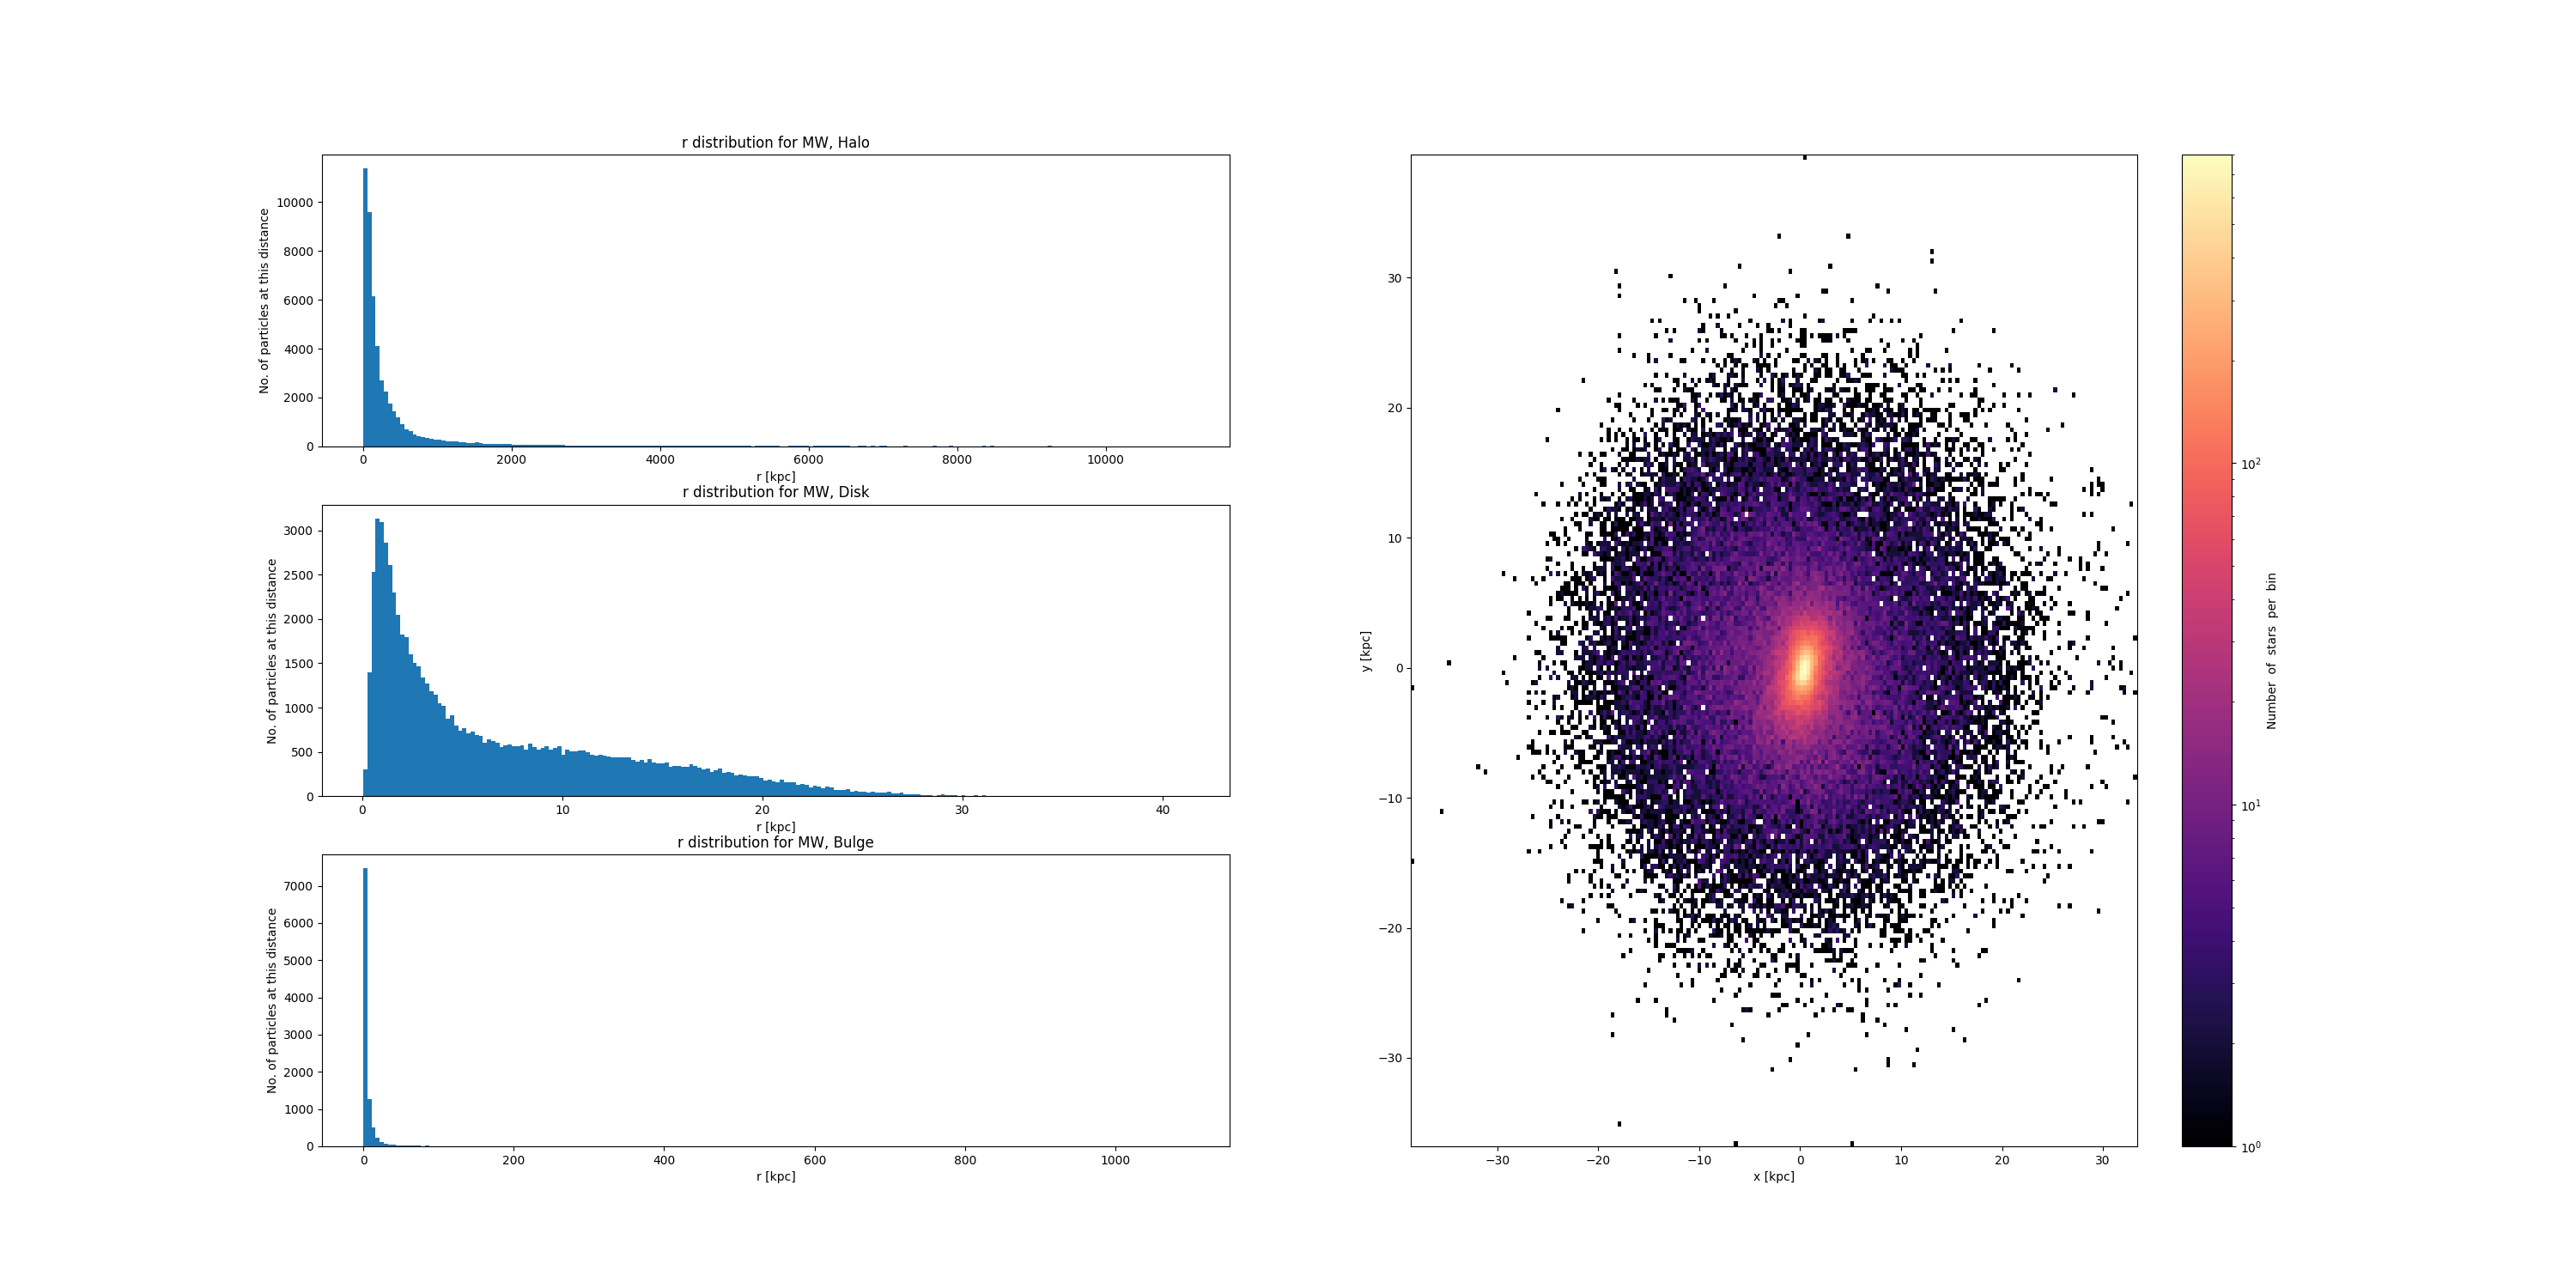 r distribution for MW, Halo
No. of particles at this distance
10000
8000
6000
4000
2000
0
0 2000 4000 6000 8000 10000
r [kpc]
r distribution for MW, Disk
No. of particles at this distance
3000
2500
2000
1500
1000
500
0
0 10 20 30 40
r [kpc]
r distribution for MW, Bulge
No. of particles at this distance
7000
6000
5000
4000
3000
2000
1000
0
0 200 400 600 800 1000
r [kpc]
y [kpc]
30
20
10
0
−10
−20
−30
−30 −20 −10 0 10 20 30
x [kpc]
10²
10¹
10⁰
Number of stars per bin